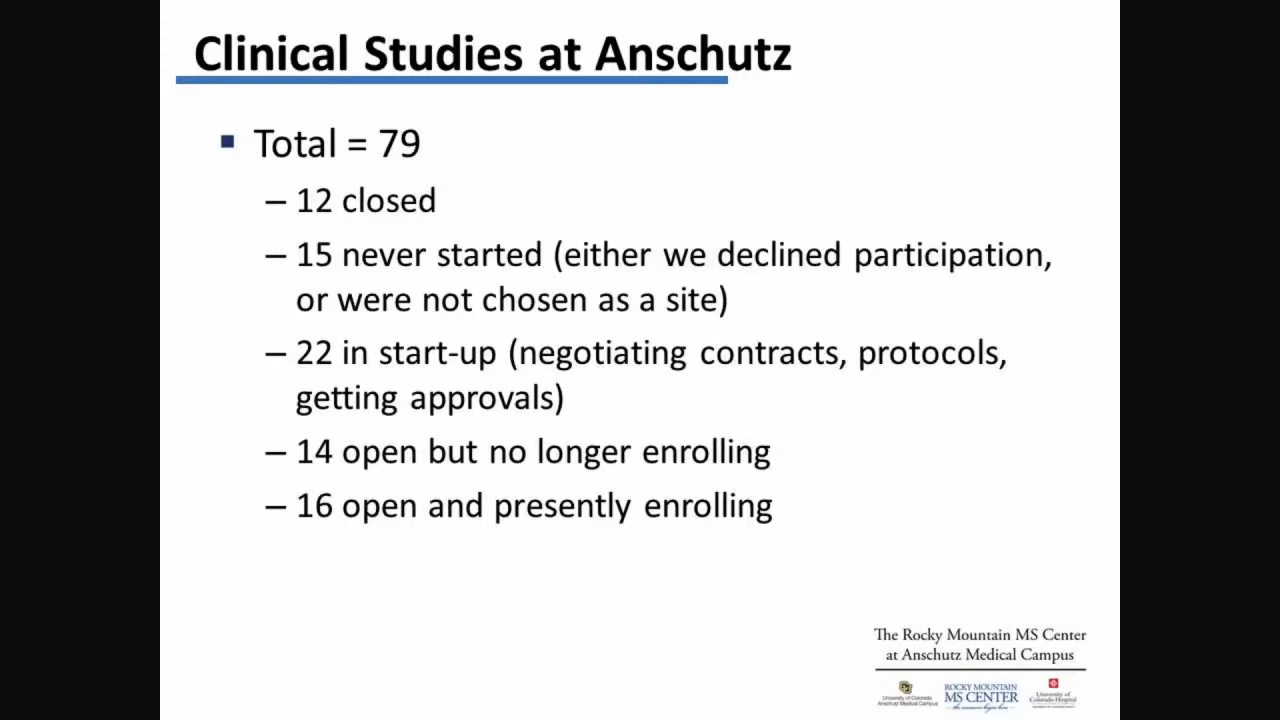 Clinical Studies at Anschutz
▪ Total = 79
– 12 closed
– 15 never started (either we declined participation,
or were not chosen as a site)
– 22 in start-up (negotiating contracts, protocols,
getting approvals)
– 14 open but no longer enrolling
– 16 open and presently enrolling
The Rocky Mountain MS Center
at Anschutz Medical Campus
University of Colorado
Anschutz Medical Campus
ROCKY MOUNTAIN
MS CENTER
University of
Colorado Hospital